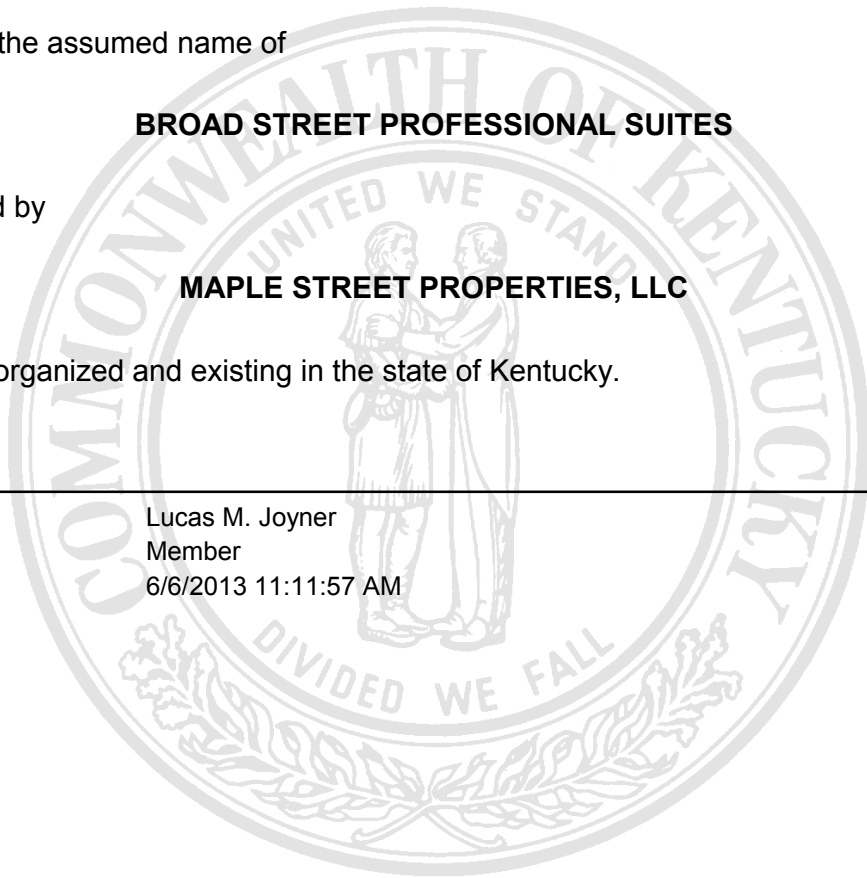 the assumed name of
BROAD STREET PROFESSIONAL SUITES
d by
MAPLE STREET PROPERTIES, LLC
organized and existing in the state of Kentucky.
Lucas M. Joyner
Member
6/6/2013 11:11:57 AM
COMMONWEALTH OF KENTUCKY
UNITED WE STAND
DIVIDED WE FALL